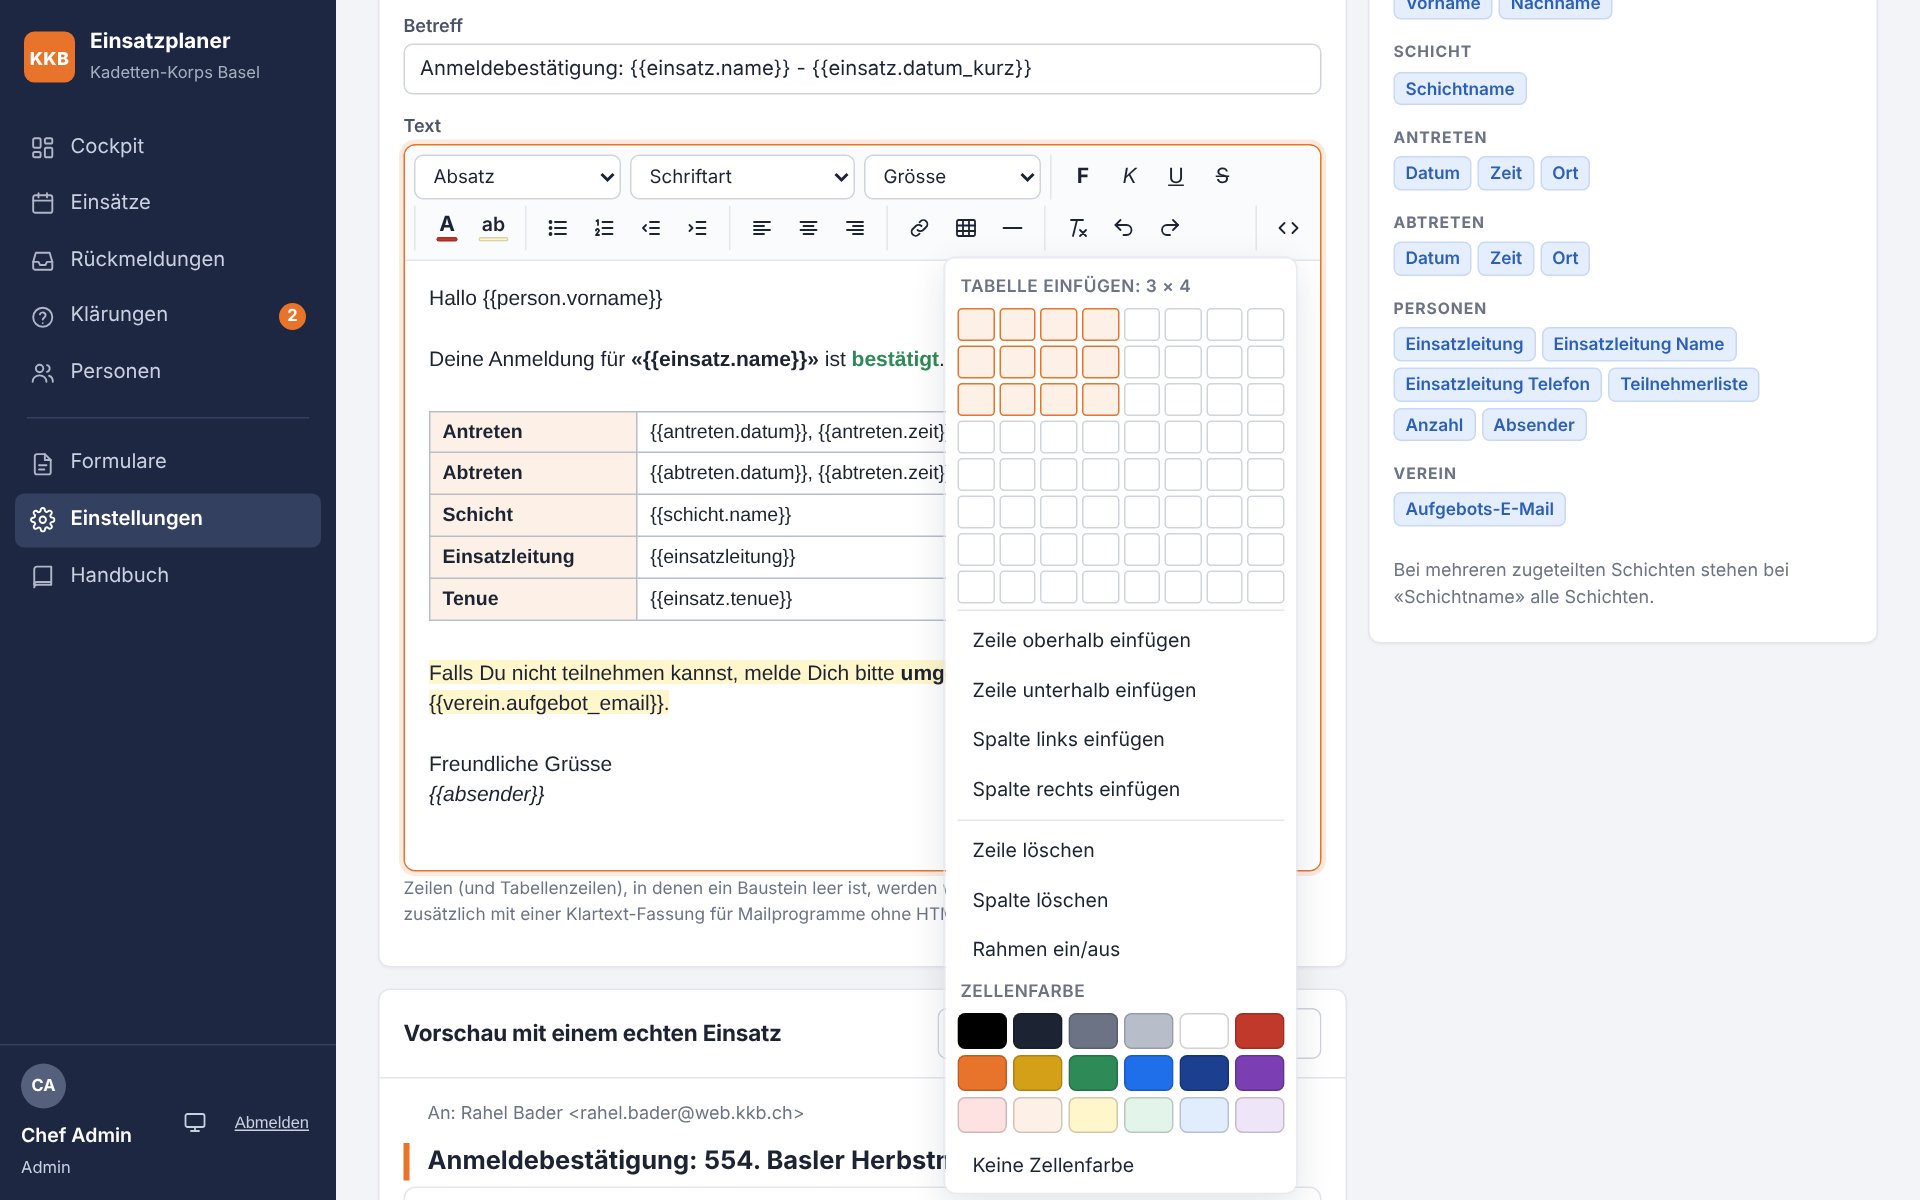 KKB
Einsatzplaner
Kadetten-Korps Basel
Cockpit
Einsätze
Rückmeldungen
Klärungen
2
Personen
Formulare
Einstellungen
Handbuch
CA
Chef Admin
Admin
Abmelden
Betreff
Anmeldebestätigung: {{einsatz.name}} - {{einsatz.datum_kurz}}
Text
Absatz
Schriftart
Grösse
F K U S
A ab
Hallo {{person.vorname}}
Deine Anmeldung für «{{einsatz.name}}» ist bestätigt.
Antreten {{antreten.datum}}, {{antreten.zeit}
Abtreten {{abtreten.datum}}, {{abtreten.zeit}
Schicht {{schicht.name}}
Einsatzleitung {{einsatzleitung}}
Tenue {{einsatz.tenue}}
Falls Du nicht teilnehmen kannst, melde Dich bitte umg
{{verein.aufgebot_email}}.
Freundliche Grüsse
{{absender}}
Zeilen (und Tabellenzeilen), in denen ein Baustein leer ist, werden
zusätzlich mit einer Klartext-Fassung für Mailprogramme ohne
TABELLE EINFÜGEN: 3 × 4
Zeile oberhalb einfügen
Zeile unterhalb einfügen
Spalte links einfügen
Spalte rechts einfügen
Zeile löschen
Spalte löschen
Rahmen ein/aus
ZELLENFARBE
Keine Zellenfarbe
Vorschau mit einem echten Einsatz
An: Rahel Bader <rahel.bader@web.kkb.ch>
Anmeldebestätigung: 554. Basler
Vorname Nachname
SCHICHT
Schichtname
ANTRETEN
Datum Zeit Ort
ABTRETEN
Datum Zeit Ort
PERSONEN
Einsatzleitung Einsatzleitung Name
Einsatzleitung Telefon Teilnehmerliste
Anzahl Absender
VEREIN
Aufgebots-E-Mail
Bei mehreren zugeteilten Schichten stehen bei
«Schichtname» alle Schichten.